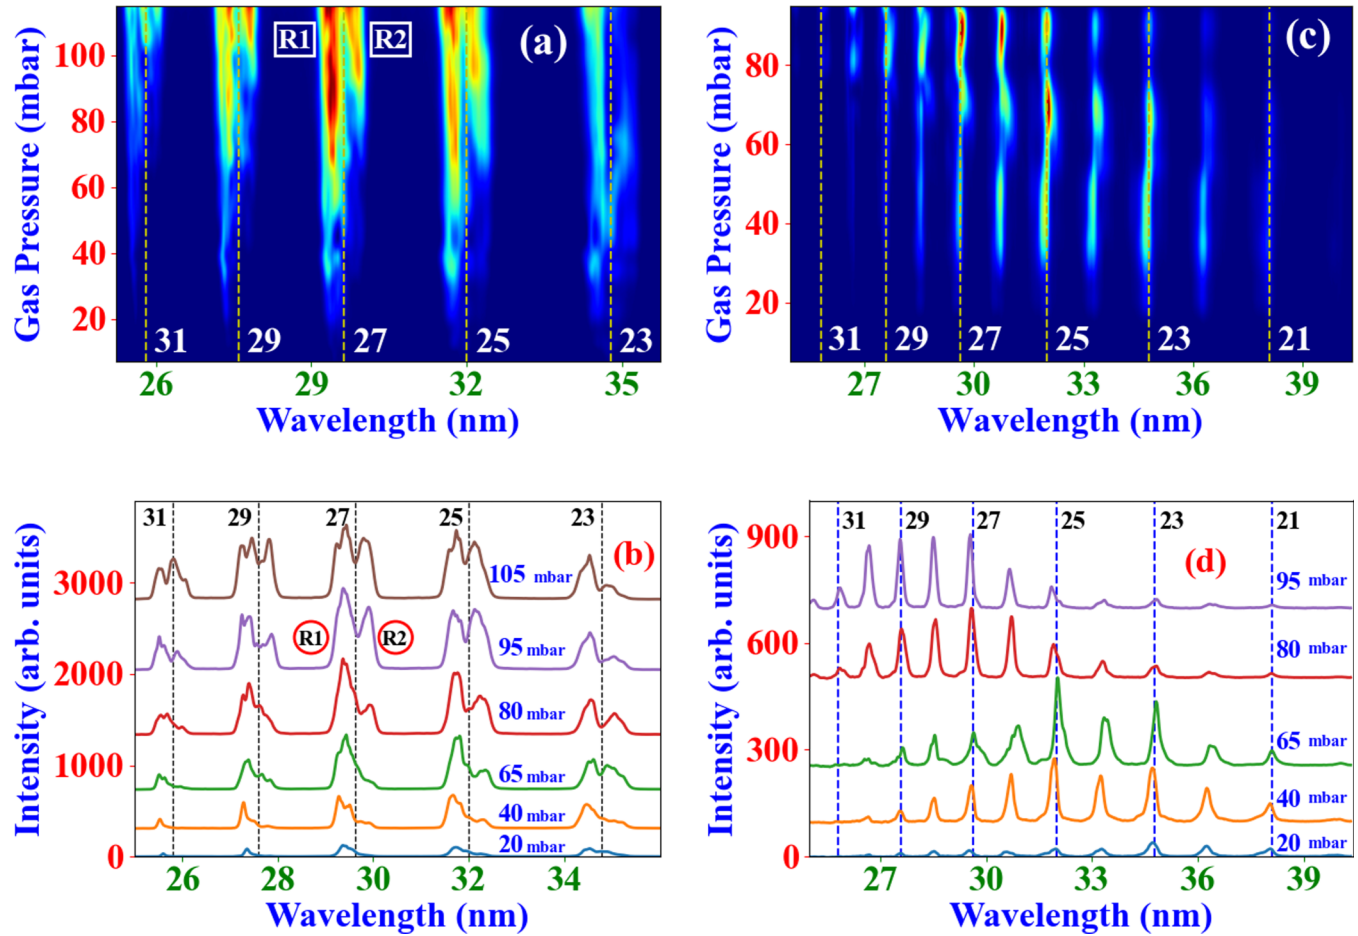 100
80
60
40
20
Gas Pressure (mbar)
R1
R2
(a)
31
29
27
25
23
26
29
32
35
Wavelength (nm)
80
60
40
20
Gas Pressure (mbar)
(c)
31
29
27
25
23
21
27
30
33
36
39
Wavelength (nm)
31
29
27
25
23
(b)
3000
2000
1000
0
Intensity (arb. units)
105 mbar
R1
R2
95 mbar
80 mbar
65 mbar
40 mbar
20 mbar
26
28
30
32
34
Wavelength (nm)
31
29
27
25
23
21
(d)
900
600
300
0
Intensity (arb. units)
95 mbar
80 mbar
65 mbar
40 mbar
20 mbar
27
30
33
36
39
Wavelength (nm)